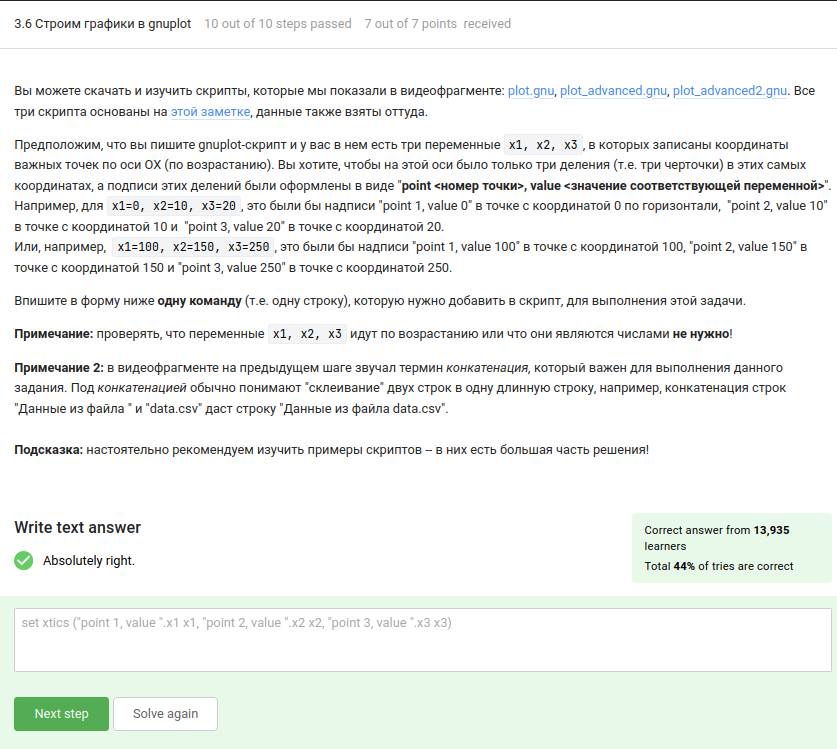 3.6 Строим графики в gnuplot 10 out of 10 steps passed 7 out of 7 points received
Вы можете скачать и изучить скрипты, которые мы показали в видеофрагменте: plot.gnu, plot_advanced.gnu, plot_advanced2.gnu. Все
три скрипта основаны на этой заметке, данные также взяты оттуда.
Предположим, что вы пишите gnuplot-скрипт и у вас в нем есть три переменные x1, x2, x3, в которых записаны координаты
важных точек по оси OX (по возрастанию). Вы хотите, чтобы на этой оси было только три деления (т.е. три черточки) в этих самых
координатах, а подписи этих делений были оформлены в виде "point <номер точки>, value <значение соответствующей переменной>".
Например, для x1=0, x2=10, x3=20, это были бы надписи "point 1, value 0" в точке с координатой 0 по горизонтали, "point 2, value 10"
в точке с координатой 10 и "point 3, value 20" в точке с координатой 20.
Или, например, x1=100, x2=150, x3=250, это были бы надписи "point 1, value 100" в точке с координатой 100, "point 2, value 150" в
точке с координатой 150 и "point 3, value 250" в точке с координатой 250.
Впишите в форму ниже одну команду (т.е. одну строку), которую нужно добавить в скрипт, для выполнения этой задачи.
Примечание: проверять, что переменные x1, x2, x3 идут по возрастанию или что они являются числами не нужно!
Примечание 2: в видеофрагменте на предыдущем шаге звучал термин конкатенация, который важен для выполнения данного
задания. Под конкатенацией обычно понимают "склеивание" двух строк в одну длинную строку, например, конкатенация строк
"Данные из файла " и "data.csv" даст строку "Данные из файла data.csv".
Подсказка: настоятельно рекомендуем изучить примеры скриптов – в них есть большая часть решения!
Write text answer
Absolutely right.
Correct answer from 13,935
learners
Total 44% of tries are correct
set xtics ("point 1, value ".x1 x1, "point 2, value ".x2 x2, "point 3, value ".x3 x3)
Next step Solve again